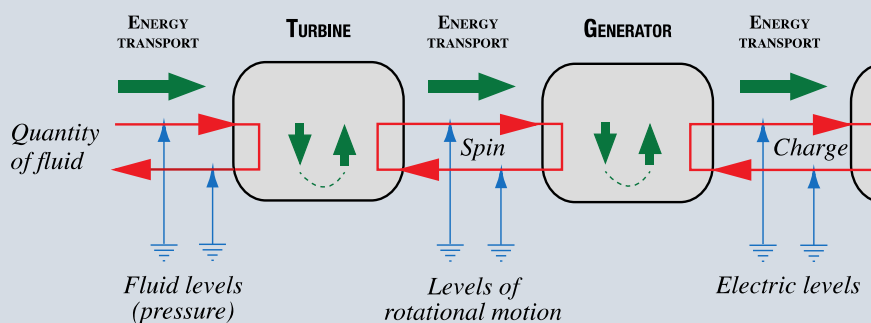 ENERGY
TRANSPORT
TURBINE
ENERGY
TRANSPORT
GENERATOR
ENERGY
TRANSPORT
Quantity
of fluid
Spin
Charge
Fluid levels
(pressure)
Levels of
rotational motion
Electric levels